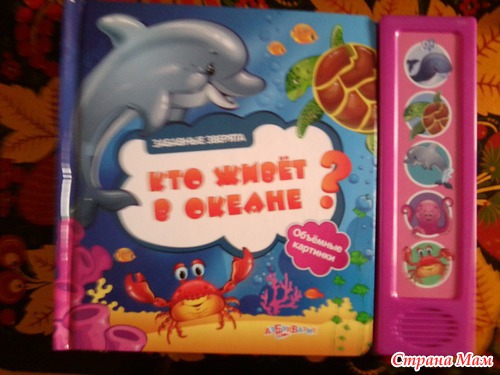 ЗАБАВНЫЕ ЗВЕРЯТА
КТО ЖИВЁТ
В ОКЕАНЕ?
Объёмные
картинки
АЗБУКВАРИК
Страна Мам